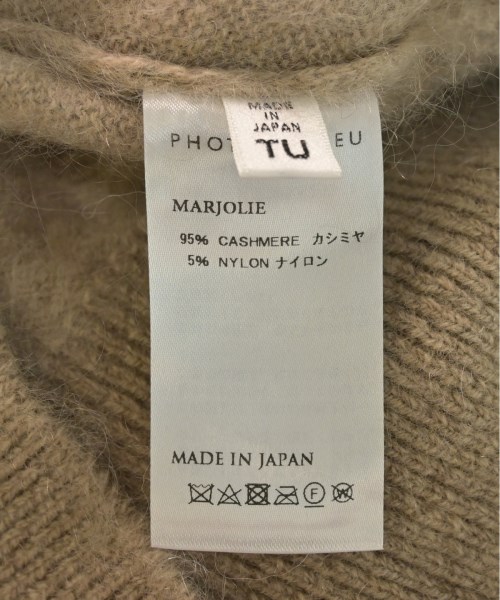 MADE
IN
JAPAN
TU
PHOT EU
MARJOLIE
95% CASHMERE カシミヤ
5% NYLON ナイロン
MADE IN JAPAN
F
W